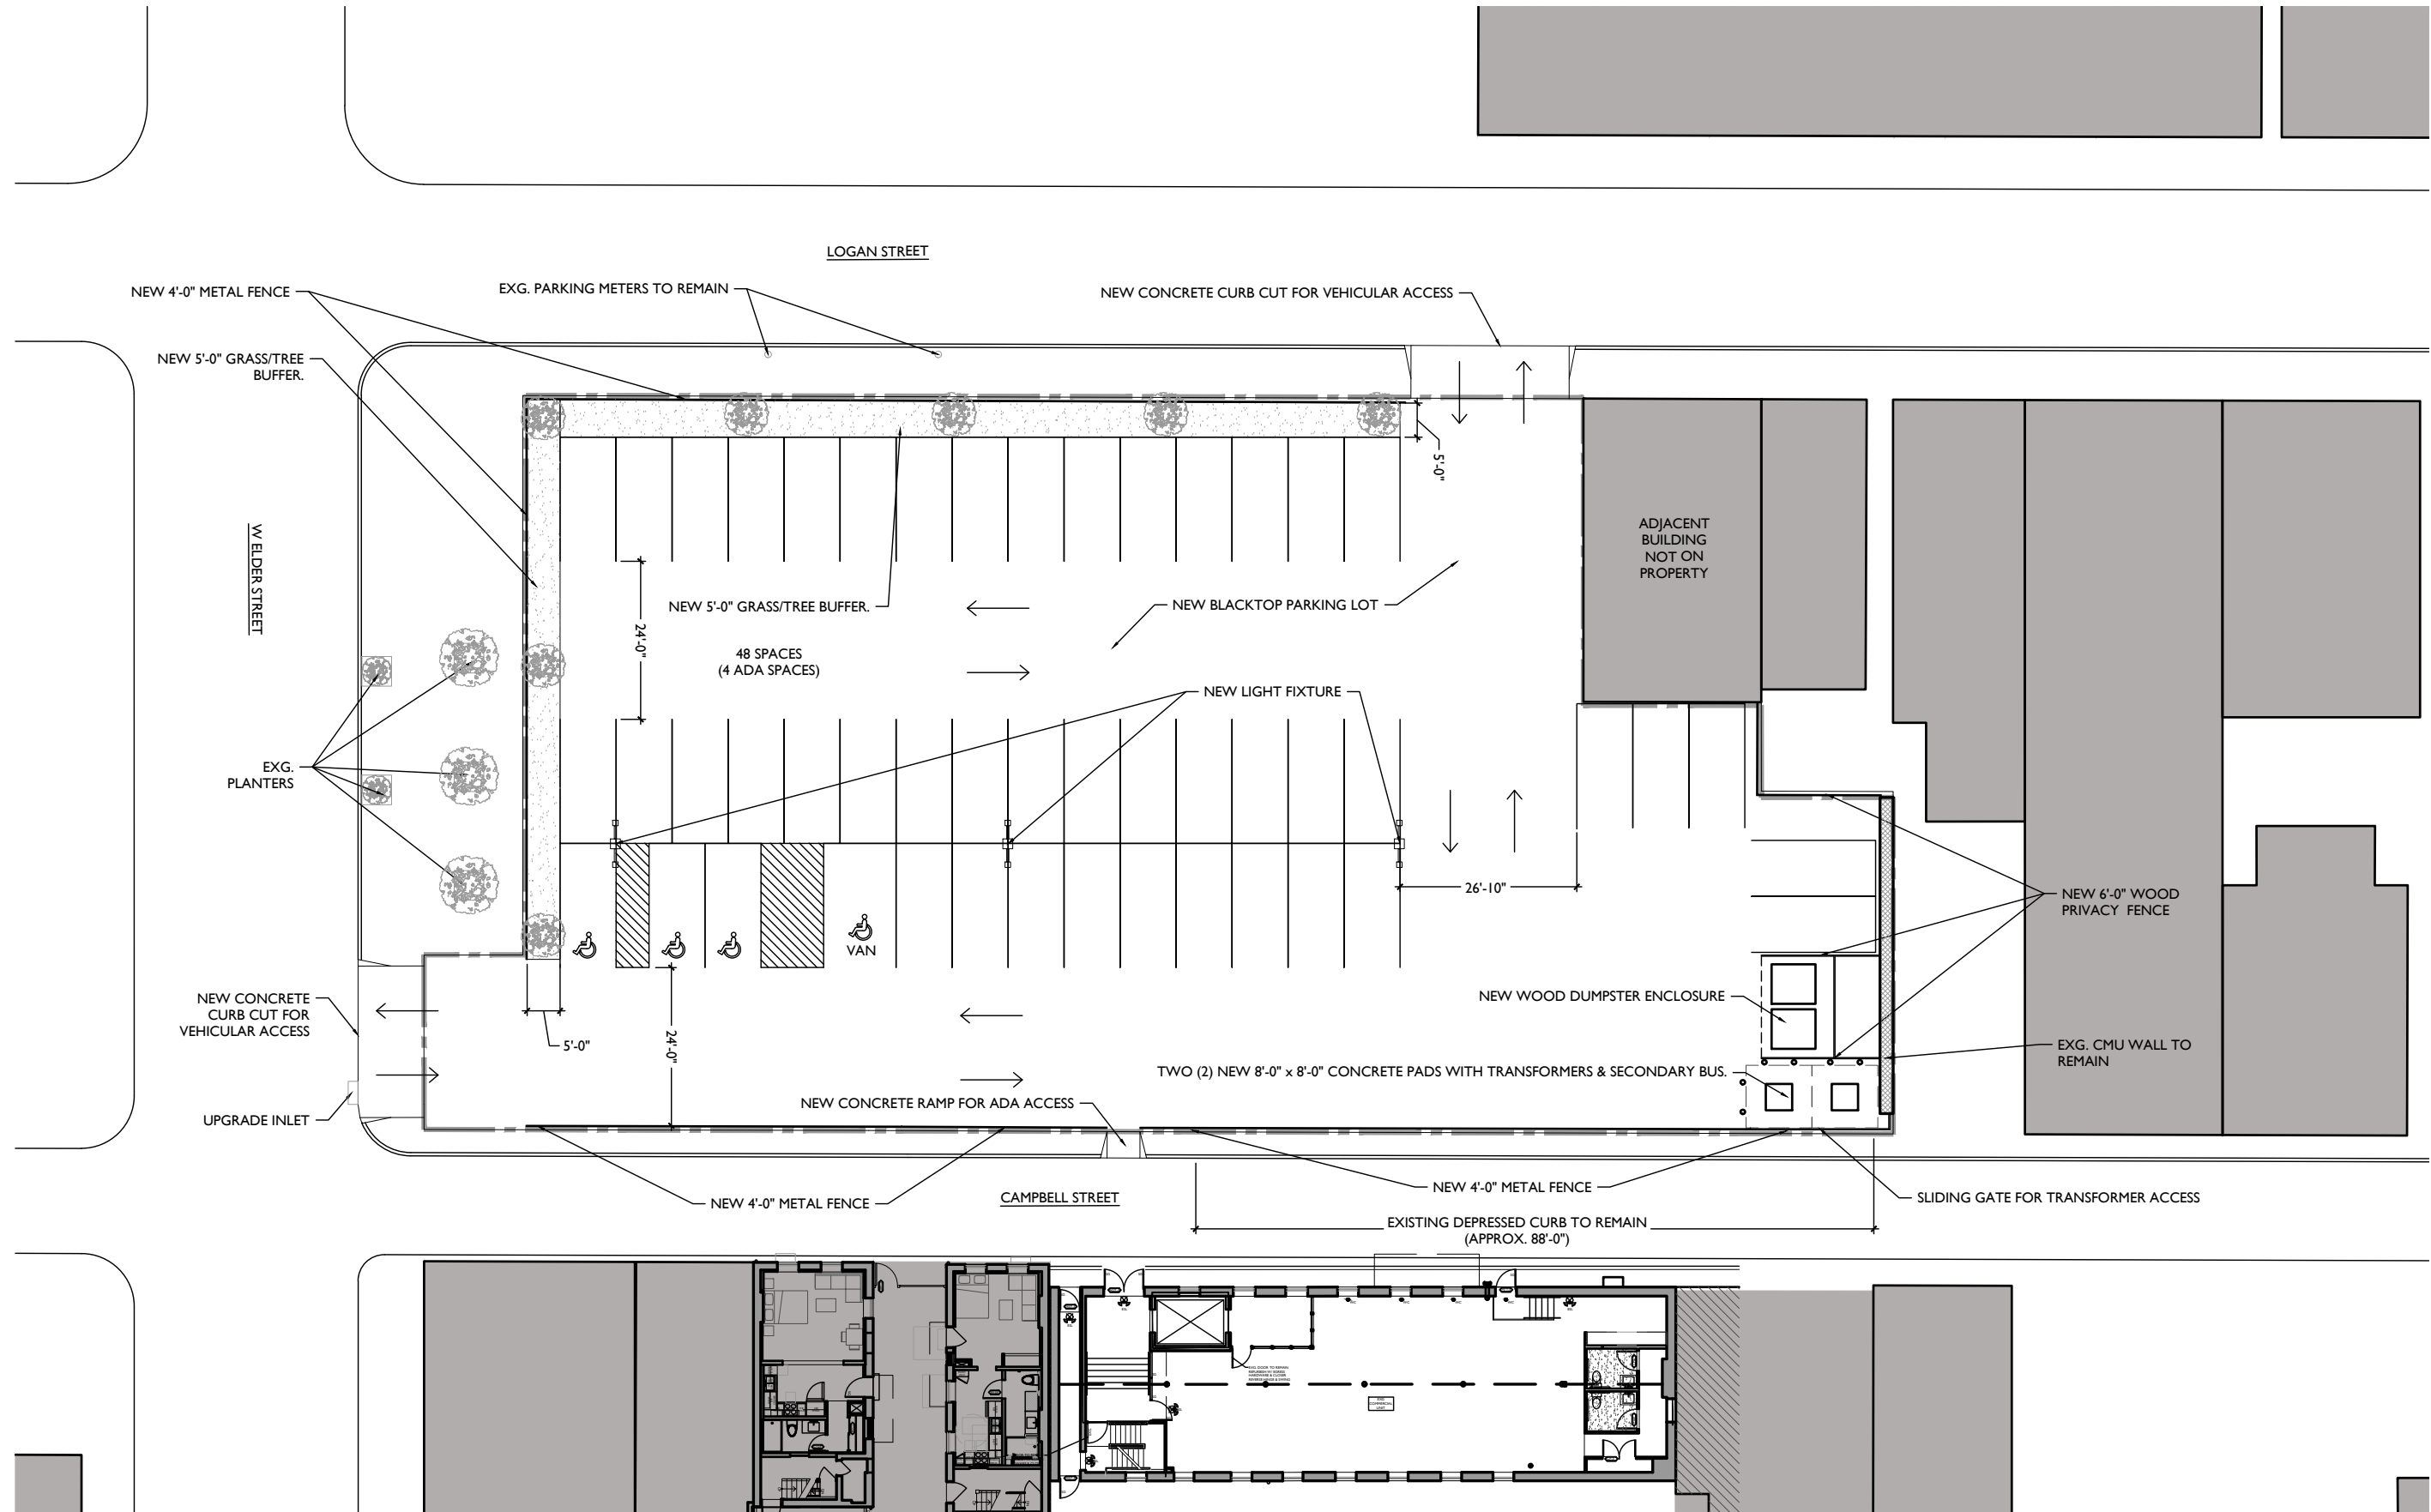 LOGAN STREET
NEW 4'-0" METAL FENCE
EXG. PARKING METERS TO REMAIN
NEW CONCRETE CURB CUT FOR VEHICULAR ACCESS
NEW 5'-0" GRASS/TREE
BUFFER.
5'-0"
W ELDER STREET
ADJACENT
BUILDING
NOT ON
PROPERTY
NEW 5'-0" GRASS/TREE BUFFER.
NEW BLACKTOP PARKING LOT
24'-0"
48 SPACES
(4 ADA SPACES)
NEW LIGHT FIXTURE
EXG.
PLANTERS
26'-10"
NEW 6'-0" WOOD
PRIVACY FENCE
VAN
NEW CONCRETE
CURB CUT FOR
VEHICULAR ACCESS
NEW WOOD DUMPSTER ENCLOSURE
5'-0"
24'-0"
EXG. CMU WALL TO
REMAIN
TWO (2) NEW 8'-0" x 8'-0" CONCRETE PADS WITH TRANSFORMERS & SECONDARY BUS.
NEW CONCRETE RAMP FOR ADA ACCESS
UPGRADE INLET
NEW 4'-0" METAL FENCE
CAMPBELL STREET
NEW 4'-0" METAL FENCE
SLIDING GATE FOR TRANSFORMER ACCESS
EXISTING DEPRESSED CURB TO REMAIN
(APPROX. 88'-0")